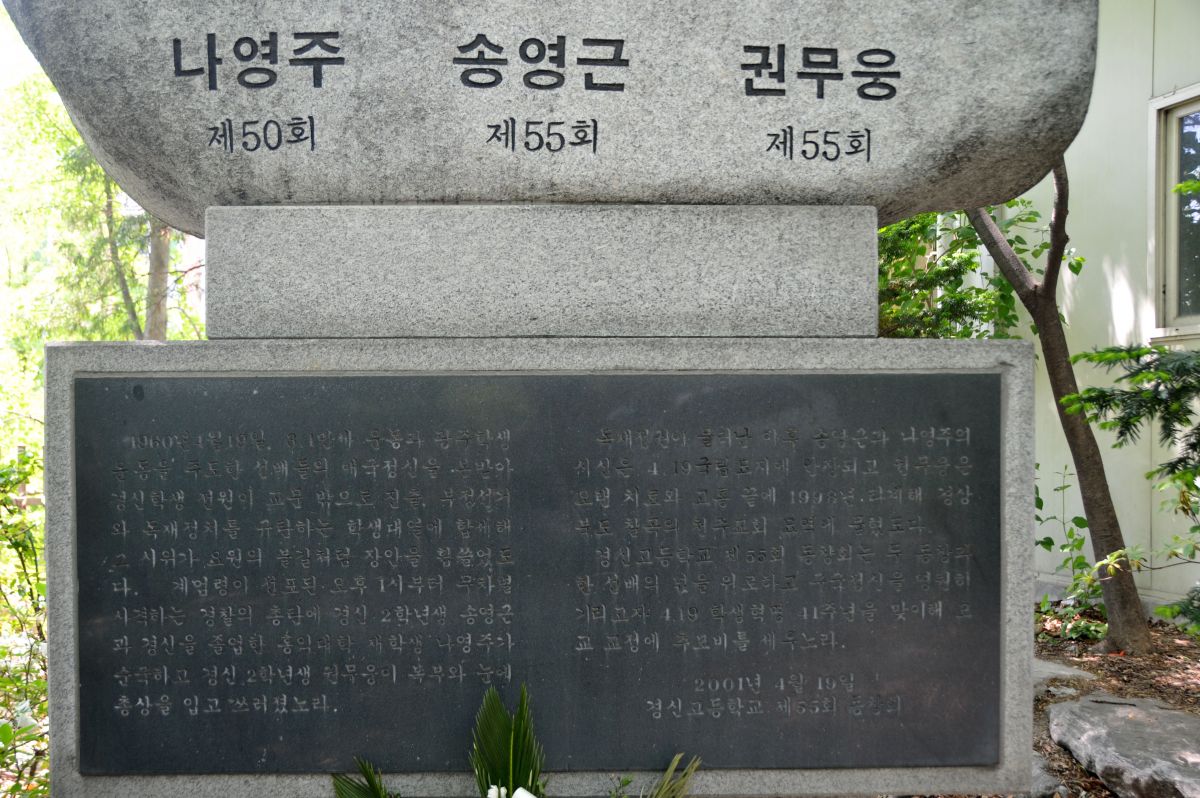 나영주 송영근 권무웅
제50회 제55회 제55회
1960년 4월 19일, 3.1만세 운동과 광주학생
운동을 주도한 선배들의 애국정신을 본받아
경신학생 전원이 교문 밖으로 진출, 부정선거
와 독재정치를 규탄하는 학생대열에 합세해
그 시위가 요원의 불길처럼 장안을 휩쓸었도
다. 계엄령이 선포된 오후 1시부터 무차별
사격하는 경찰의 총탄에 경신 2학년생 송영근
과 경신을 졸업한 홍익대학 재학생 나영주가
순국하고 경신 2학년생 권무웅이 복부와 눈에
총상을 입고 쓰러졌노라.
독재정권이 물러난 하후 송영근과 나영주의
시신은 4.19국립묘지에 안장되고 권무웅은
오랜 치료와 고통 끝에 1998년 타계해 경상
북도 칠곡의 천주교회 묘역에 묻혔도다.
경신고등학교 제55회 동창회는 두 동창과
한 선배의 넋을 위로하고 구국정신을 영원히
기리고자 4.19 학생혁명 41주년을 맞이해 모
교 교정에 추모비를 세우노라.
2001년 4월 19일
경신고등학교 제55회 동창회